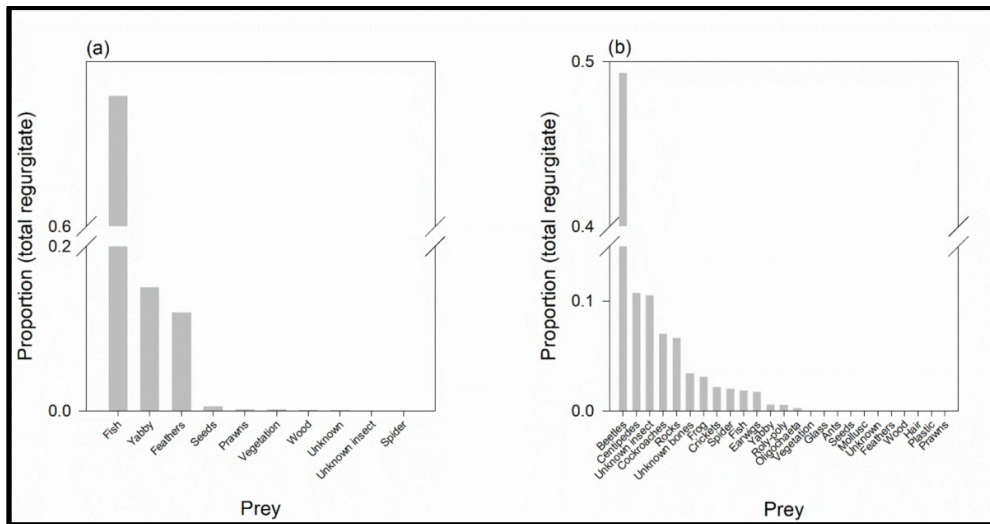 (a)
Proportion (total regurgitate)
0.6
0.2
0.0
Fish
Yabby
Feathers
Seeds
Prawns
Vegetation
Wood
Unknown
Unknown insect
Spider
Prey
(b)
Proportion (total regurgitate)
0.5
0.4
0.1
0.0
Beetles
Centipedes
Unknown insect
Cockroaches
Rocks
Unknown bones
Frog
Crickets
Spider
Fish
Earwigs
Yabby
Roly-poly
Oligochaeta
Vegetation
Glass
Ants
Seeds
Mollusc
Unknown
Feathers
Wood
Hair
Plastic
Prawns
Prey